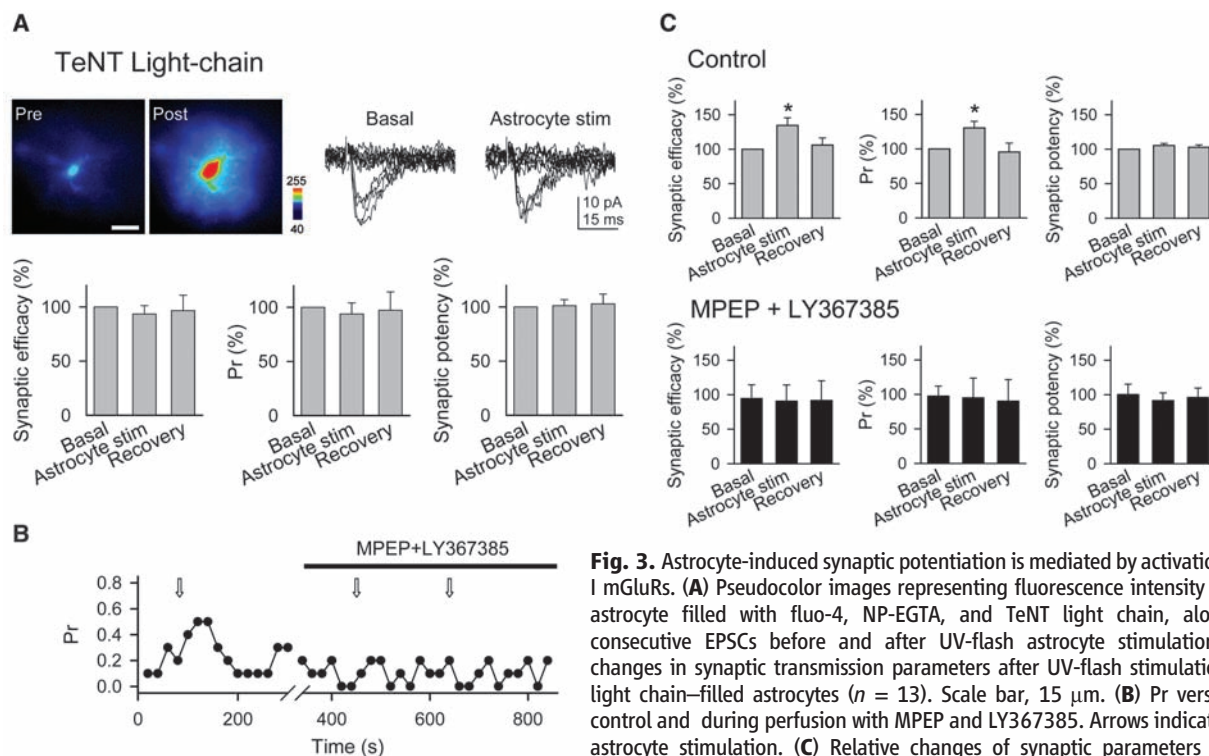 A
TeNT Light-chain
Pre
Post
255
40
Basal
Astrocyte stim
10 pA
15 ms
Synaptic efficacy (%)
100
50
0
Basal
Astrocyte stim
Recovery
Pr (%)
100
50
0
Basal
Astrocyte stim
Recovery
Synaptic potency (%)
100
50
0
Basal
Astrocyte stim
Recovery
B
MPEP+LY367385
Pr
0.8
0.6
0.4
0.2
0.0
0
200
400
600
800
Time (s)
C
Control
Synaptic efficacy (%)
150
100
50
0
*
Basal
Astrocyte stim
Recovery
Pr (%)
150
100
50
0
*
Basal
Astrocyte stim
Recovery
Synaptic potency (%)
150
100
50
0
Basal
Astrocyte stim
Recovery
MPEP + LY367385
Synaptic efficacy (%)
150
100
50
0
Basal
Astrocyte stim
Recovery
Pr (%)
150
100
50
0
Basal
Astrocyte stim
Recovery
Synaptic potency (%)
150
100
50
0
Basal
Astrocyte stim
Recovery
Fig. 3. Astrocyte-induced synaptic potentiation is mediated by activatio
I mGluRs. (A) Pseudocolor images representing fluorescence intensity
astrocyte filled with fluo-4, NP-EGTA, and TeNT light chain, alo
consecutive EPSCs before and after UV-flash astrocyte stimulation
changes in synaptic transmission parameters after UV-flash stimulatio
light chain–filled astrocytes (n = 13). Scale bar, 15 μm. (B) Pr vers
control and during perfusion with MPEP and LY367385. Arrows indicat
astrocyte stimulation. (C) Relative changes of synaptic parameters